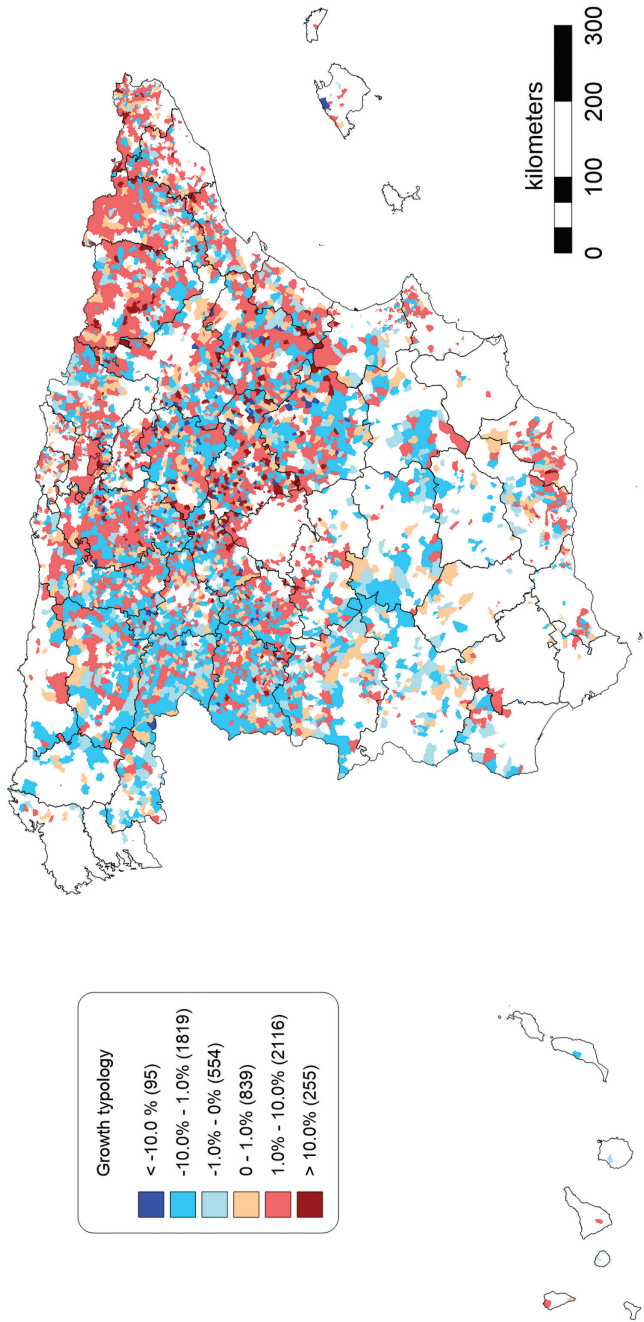 Growth typology
< -10.0 % (95)
-10.0% - 1.0% (1819)
-1.0% - 0% (554)
0 - 1.0% (839)
1.0% - 10.0% (2116)
> 10.0% (255)
kilometers
0 100 200 300